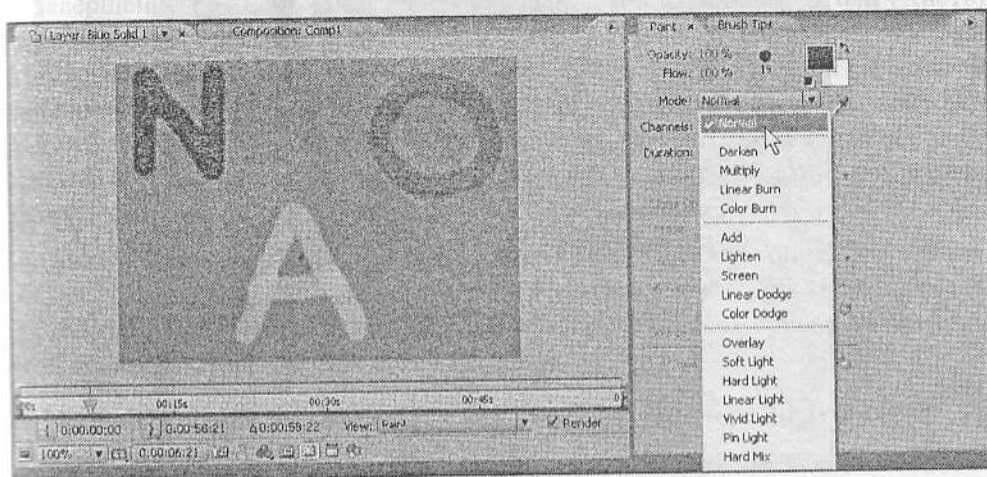 Layer: Blue Solid 1
Composition: Comp1
N
O
A
00:15s
00:30s
00:45s
0:00:00:00
0:00:58:21
Δ0:00:59:22
View:
Render
100%
0:00:06:21
Paint
Brush Tips
Opacity: 100 %
Flow: 100 %
19
Mode: Normal
Channels:
Normal
Duration:
Darken
Multiply
Linear Burn
Color Burn
Add
Lighten
Screen
Linear Dodge
Color Dodge
Overlay
Soft Light
Hard Light
Linear Light
Vivid Light
Pin Light
Hard Mix